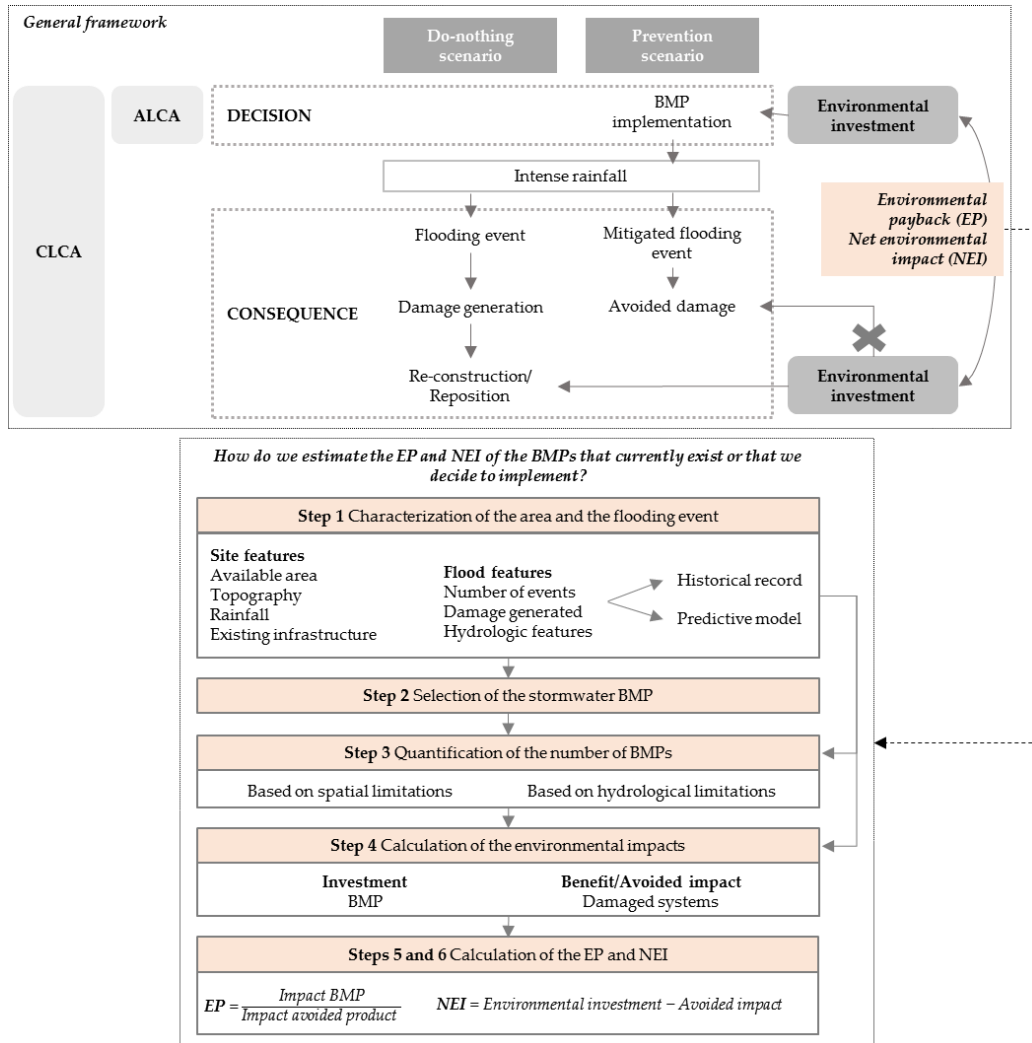 General framework
Do-nothing
scenario
Prevention
scenario
CLCA
ALCA
DECISION
BMP
implementation
Environmental
investment
Intense rainfall
Environmental
payback (EP)
Net environmental
impact (NEI)
CONSEQUENCE
Flooding event
Mitigated flooding
event
Damage generation
Avoided damage
Re-construction/
Reposition
Environmental
investment
How do we estimate the EP and NEI of the BMPs that currently exist or that we
decide to implement?
Step 1 Characterization of the area and the flooding event
Site features
Available area
Topography
Rainfall
Existing infrastructure
Flood features
Number of events
Damage generated
Hydrologic features
Historical record
Predictive model
Step 2 Selection of the stormwater BMP
Step 3 Quantification of the number of BMPs
Based on spatial limitations
Based on hydrological limitations
Step 4 Calculation of the environmental impacts
Investment
BMP
Benefit/Avoided impact
Damaged systems
Steps 5 and 6 Calculation of the EP and NEI
EP = Impact BMP
Impact avoided product
NEI = Environmental investment − Avoided impact